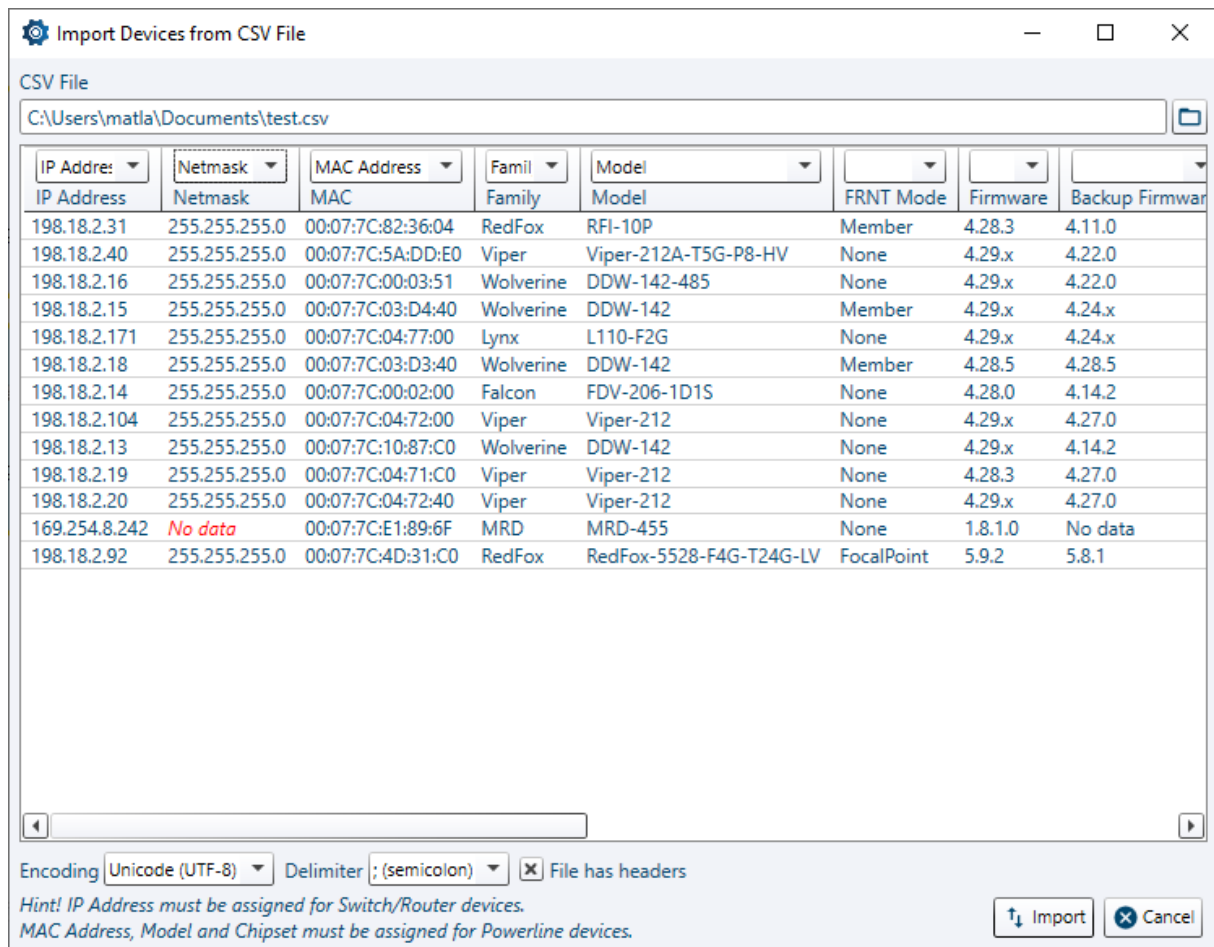 Import Devices from CSV File
CSV File
C:\Users\matla\Documents\test.csv
IP Addre Netmask MAC Address Famil Model
IP Address Netmask MAC Family Model FRNT Mode Firmware Backup Firmwar
198.18.2.31 255.255.255.0 00:07:7C:82:36:04 RedFox RFI-10P Member 4.28.3 4.11.0
198.18.2.40 255.255.255.0 00:07:7C:5A:DD:E0 Viper Viper-212A-T5G-P8-HV None 4.29.x 4.22.0
198.18.2.16 255.255.255.0 00:07:7C:00:03:51 Wolverine DDW-142-485 None 4.29.x 4.22.0
198.18.2.15 255.255.255.0 00:07:7C:03:D4:40 Wolverine DDW-142 Member 4.29.x 4.24.x
198.18.2.171 255.255.255.0 00:07:7C:04:77:00 Lynx L110-F2G None 4.29.x 4.24.x
198.18.2.18 255.255.255.0 00:07:7C:03:D3:40 Wolverine DDW-142 Member 4.28.5 4.28.5
198.18.2.14 255.255.255.0 00:07:7C:00:02:00 Falcon FDV-206-1D1S None 4.28.0 4.14.2
198.18.2.104 255.255.255.0 00:07:7C:04:72:00 Viper Viper-212 None 4.29.x 4.27.0
198.18.2.13 255.255.255.0 00:07:7C:10:87:C0 Wolverine DDW-142 None 4.29.x 4.14.2
198.18.2.19 255.255.255.0 00:07:7C:04:71:C0 Viper Viper-212 None 4.28.3 4.27.0
198.18.2.20 255.255.255.0 00:07:7C:04:72:40 Viper Viper-212 None 4.29.x 4.27.0
169.254.8.242 No data 00:07:7C:E1:89:6F MRD MRD-455 None 1.8.1.0 No data
198.18.2.92 255.255.255.0 00:07:7C:4D:31:C0 RedFox RedFox-5528-F4G-T24G-LV FocalPoint 5.9.2 5.8.1
Encoding Unicode (UTF-8) Delimiter ; (semicolon) File has headers
Hint! IP Address must be assigned for Switch/Router devices.
MAC Address, Model and Chipset must be assigned for Powerline devices.
Import Cancel